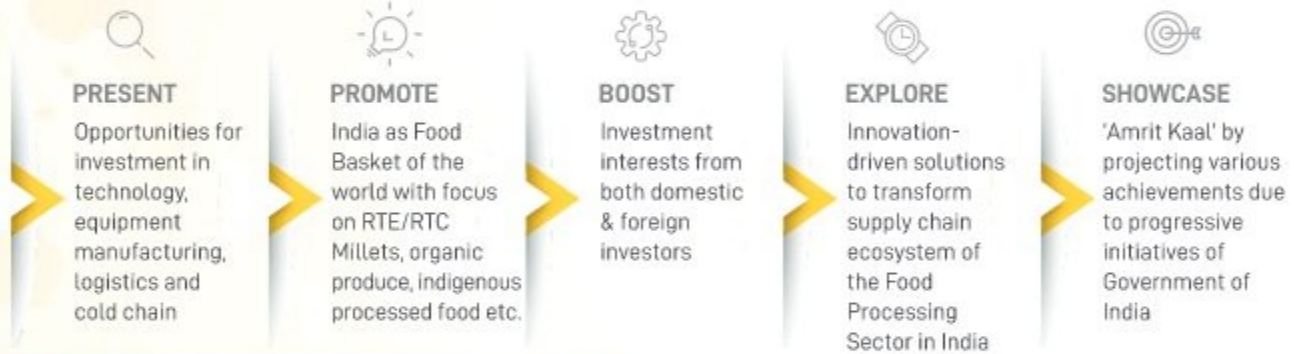 PRESENT
Opportunities for
investment in
technology,
equipment
manufacturing,
logistics and
cold chain
PROMOTE
India as Food
Basket of the
world with focus
on RTE/RTC
Millets, organic
produce, indigenous
processed food etc.
BOOST
Investment
interests from
both domestic
& foreign
investors
EXPLORE
Innovation-
driven solutions
to transform
supply chain
ecosystem of
the Food
Processing
Sector in India
SHOWCASE
'Amrit Kaal' by
projecting various
achievements due
to progressive
initiatives of
Government of
India